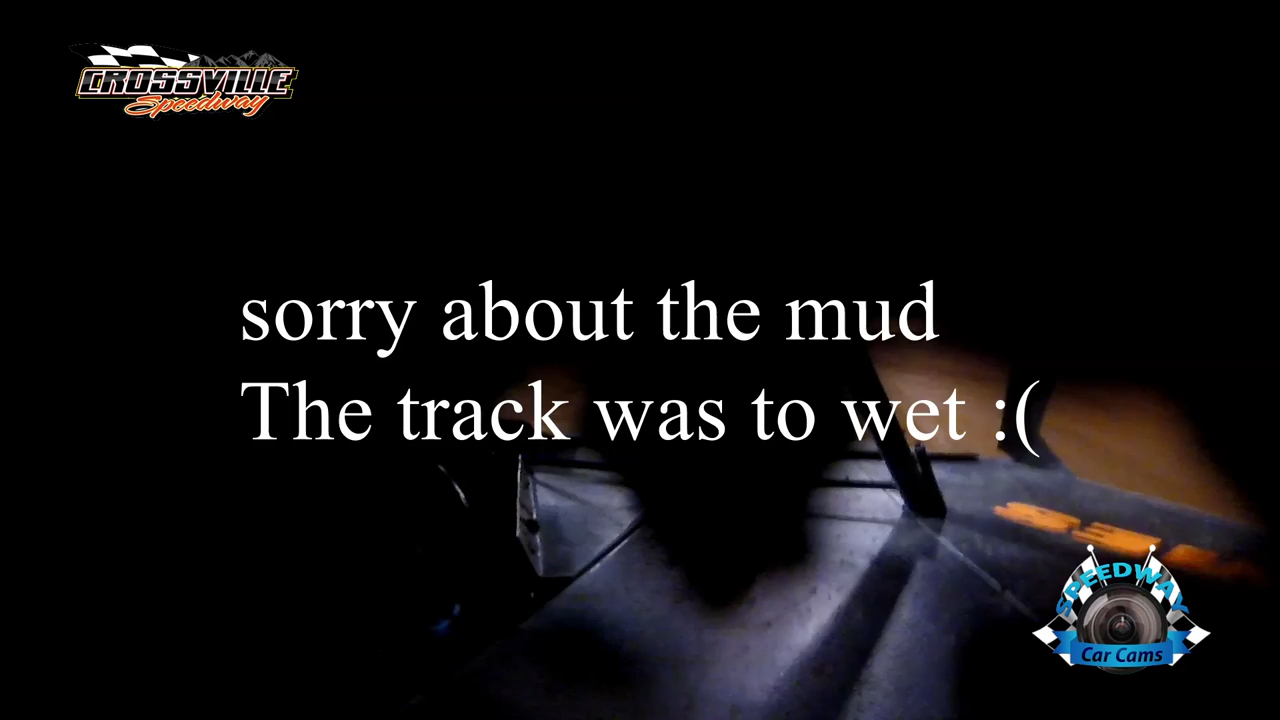 CROSSVILLE
Speedway
sorry about the mud
The track was to wet :(
SPEEDWAY
Car Cams